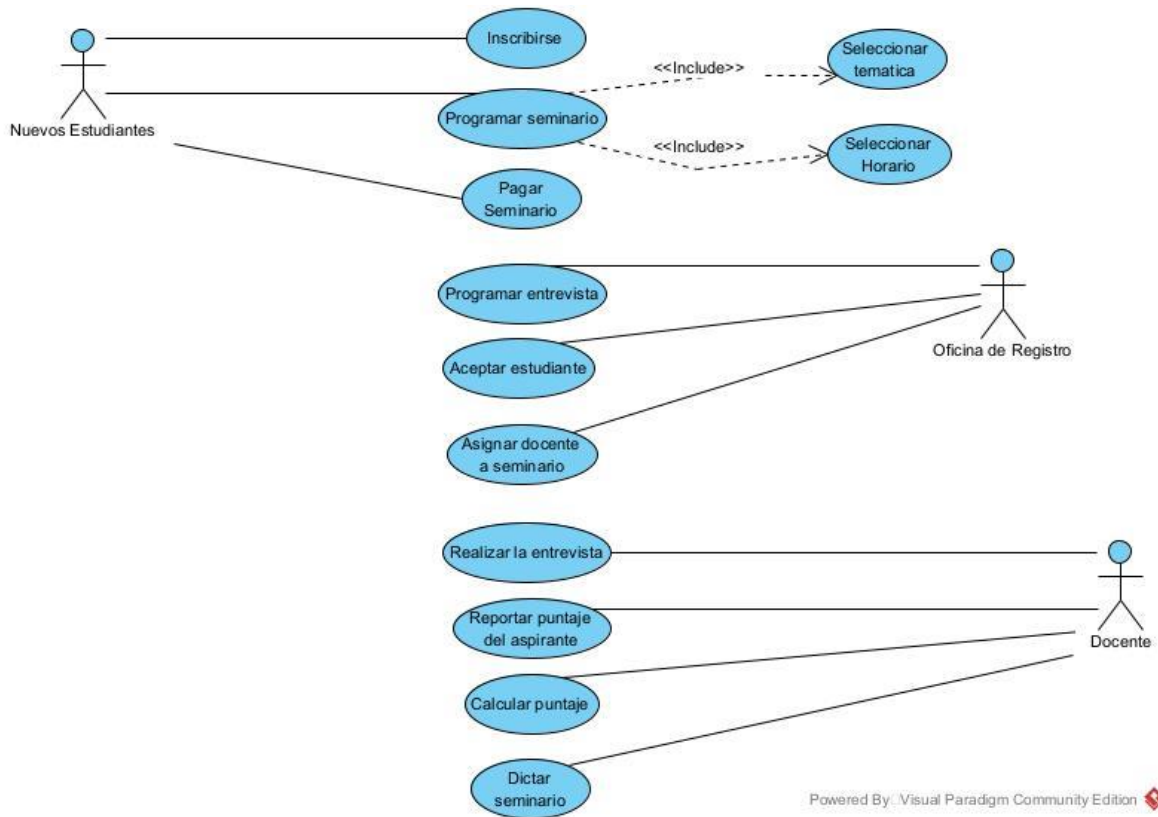 Inscribirse
<<Include>>
Seleccionar
tematica
Nuevos Estudiantes
Programar seminario
<<Include>>
Seleccionar
Horario
Pagar
Seminario
Programar entrevista
Oficina de Registro
Aceptar estudiante
Asignar docente
a seminario
Realizar la entrevista
Reportar puntaje
del aspirante
Docente
Calcular puntaje
Dictar
seminario
Powered By Visual Paradigm Community Edition